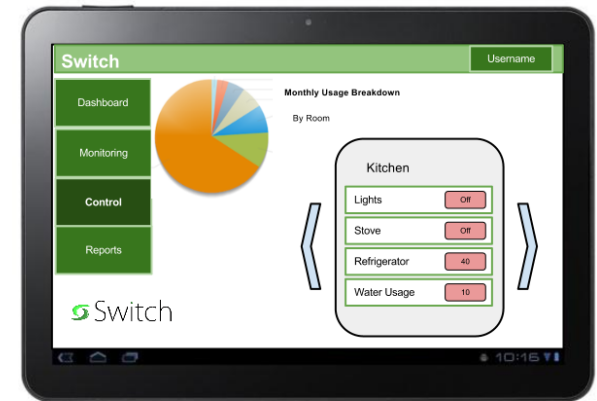 Switch
Username
Dashboard
Monitoring
Control
Reports
Monthly Usage Breakdown
By Room
Kitchen
Lights Off
Stove Off
Refrigerator 40
Water Usage 10
Switch
10:16